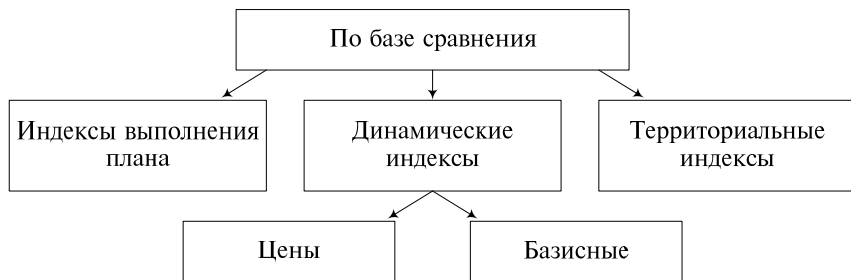 По базе сравнения
Индексы выполнения
плана
Динамические
индексы
Территориальные
индексы
Цены
Базисные